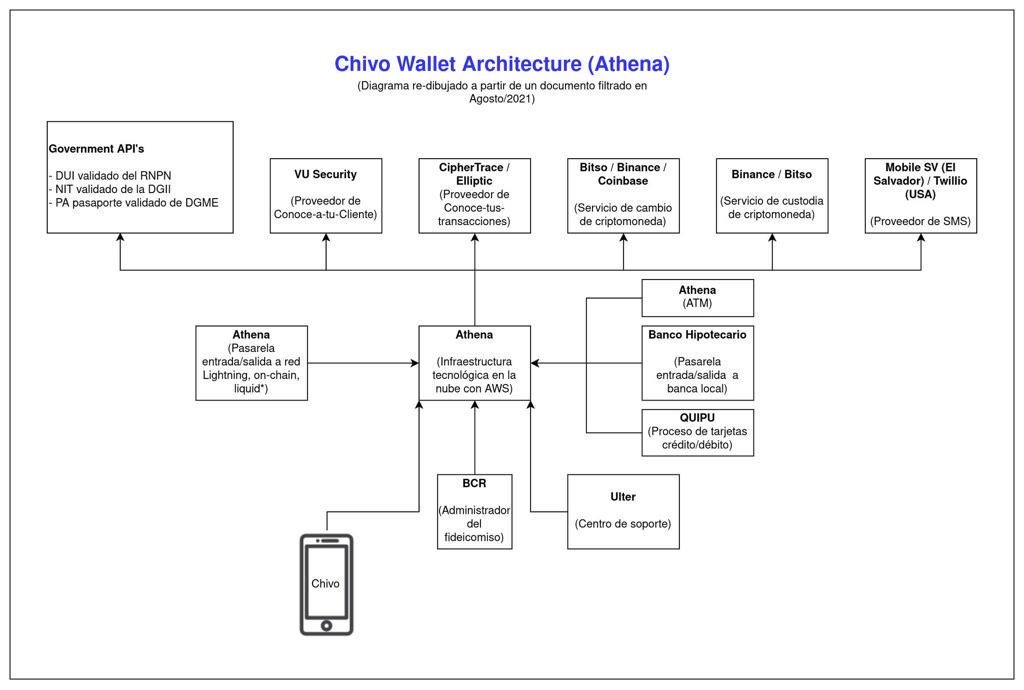 Chivo Wallet Architecture (Athena)
(Diagrama re-dibujado a partir de un documento filtrado en
Agosto/2021)
Government API's
- DUI validado del RNPN
- NIT validado de la DGII
- PA pasaporte validado de DGME
VU Security
(Proveedor de
Conoce-a-tu-Cliente)
CipherTrace /
Elliptic
(Proveedor de
Conoce-tus-
transacciones)
Bitso / Binance /
Coinbase
(Servicio de cambio
de criptomoneda)
Binance / Bitso
(Servicio de custodia
de criptomoneda)
Mobile SV (El
Salvador) / Twillio
(USA)
(Proveedor de SMS)
Athena
(ATM)
Athena
(Pasarela
entrada/salida a red
Lightning, on-chain,
liquid*)
Athena
(Infraestructura
tecnológica en la
nube con AWS)
Banco Hipotecario
(Pasarela
entrada/salida a
banca local)
QUIPU
(Proceso de tarjetas
crédito/débito)
BCR
(Administrador
del
fideicomiso)
Ulter
(Centro de soporte)
Chivo